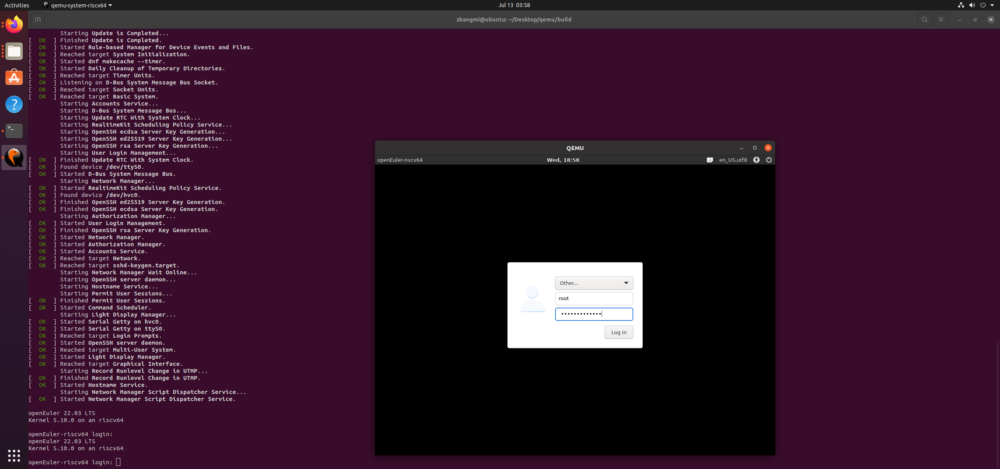 Activities
qemu-system-riscv64
Jul 13 03:58
zhangmi@ubuntu: ~/Desktop/qemu/build
Starting Update is Completed...
[ OK ] Finished Update is Completed.
[ OK ] Started Rule-based Manager for Device Events and Files.
[ OK ] Reached target System Initialization.
[ OK ] Started dnf makecache --timer.
[ OK ] Started Daily Cleanup of Temporary Directories.
[ OK ] Reached target Timer Units.
[ OK ] Listening on D-Bus System Message Bus Socket.
[ OK ] Reached target Socket Units.
[ OK ] Reached target Basic System.
Starting Accounts Service...
Starting D-Bus System Message Bus...
Starting Update RTC With System Clock...
Starting RealtimeKit Scheduling Policy Service...
Starting OpenSSH ecdsa Server Key Generation...
Starting OpenSSH ed25519 Server Key Generation...
Starting OpenSSH rsa Server Key Generation...
Starting User Login Management...
[ OK ] Finished Update RTC With System Clock.
[ OK ] Found device /dev/ttyS0.
[ OK ] Started D-Bus System Message Bus.
Starting Network Manager...
[ OK ] Started RealtimeKit Scheduling Policy Service.
[ OK ] Found device /dev/hvc0.
[ OK ] Finished OpenSSH ed25519 Server Key Generation.
[ OK ] Finished OpenSSH ecdsa Server Key Generation.
Starting Authorization Manager...
[ OK ] Started User Login Management.
[ OK ] Finished OpenSSH rsa Server Key Generation.
[ OK ] Started Network Manager.
[ OK ] Started Authorization Manager.
[ OK ] Started Accounts Service.
[ OK ] Reached target Network.
[ OK ] Reached target sshd-keygen.target.
Starting Network Manager Wait Online...
Starting OpenSSH server daemon...
Starting Hostname Service...
Starting Permit User Sessions...
[ OK ] Finished Permit User Sessions.
[ OK ] Started Command Scheduler.
Starting Light Display Manager...
[ OK ] Started Serial Getty on hvc0.
[ OK ] Started Serial Getty on ttyS0.
[ OK ] Reached target Login Prompts.
[ OK ] Started OpenSSH server daemon.
[ OK ] Reached target Multi-User System.
[ OK ] Started Light Display Manager.
[ OK ] Reached target Graphical Interface.
Starting Record Runlevel Change in UTMP...
[ OK ] Finished Record Runlevel Change in UTMP.
[ OK ] Started Hostname Service.
Starting Network Manager Script Dispatcher Service...
[ OK ] Started Network Manager Script Dispatcher Service.
openEuler 22.03 LTS
Kernel 5.10.0 on an riscv64
openEuler-riscv64 login:
openEuler 22.03 LTS
Kernel 5.10.0 on an riscv64
openEuler-riscv64 login:
QEMU
openEuler-riscv64
Wed, 18:58
en_US.utf8
Other...
root
•••••••••••••
Log In